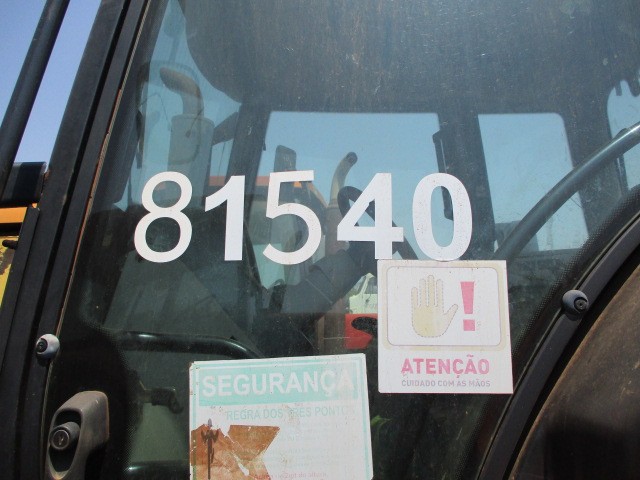 81540
!
ATENÇÃO
CUIDADO COM AS MÃOS
SEGURANÇA
REGRA DOS TRÊS PONTOS